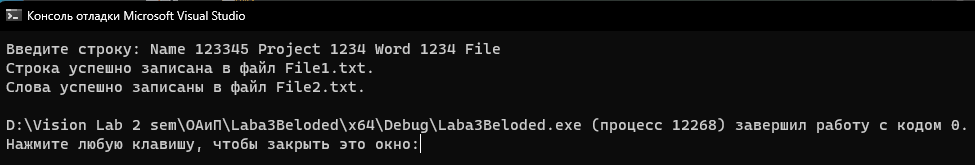 Консоль отладки Microsoft Visual Studio
Введите строку: Name 123345 Project 1234 Word 1234 File
Строка успешно записана в файл File1.txt.
Слова успешно записаны в файл File2.txt.
D:\Vision Lab 2 sem\ОАиП\Laba3Beloded\x64\Debug\Laba3Beloded.exe (процесс 12268) завершил работу с кодом 0.
Нажмите любую клавишу, чтобы закрыть это окно: